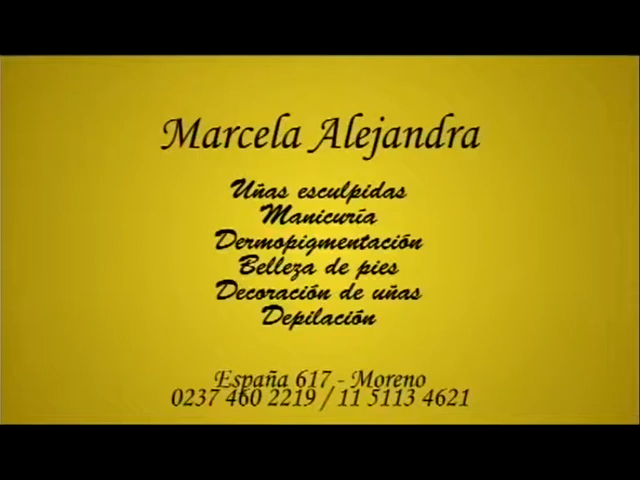 Marcela Alejandra
Uñas esculpidas
Manicuría
Dermopigmentación
Belleza de pies
Decoración de uñas
Depilación
España 617 - Moreno
0237 460 2219 / 11 5113 4621